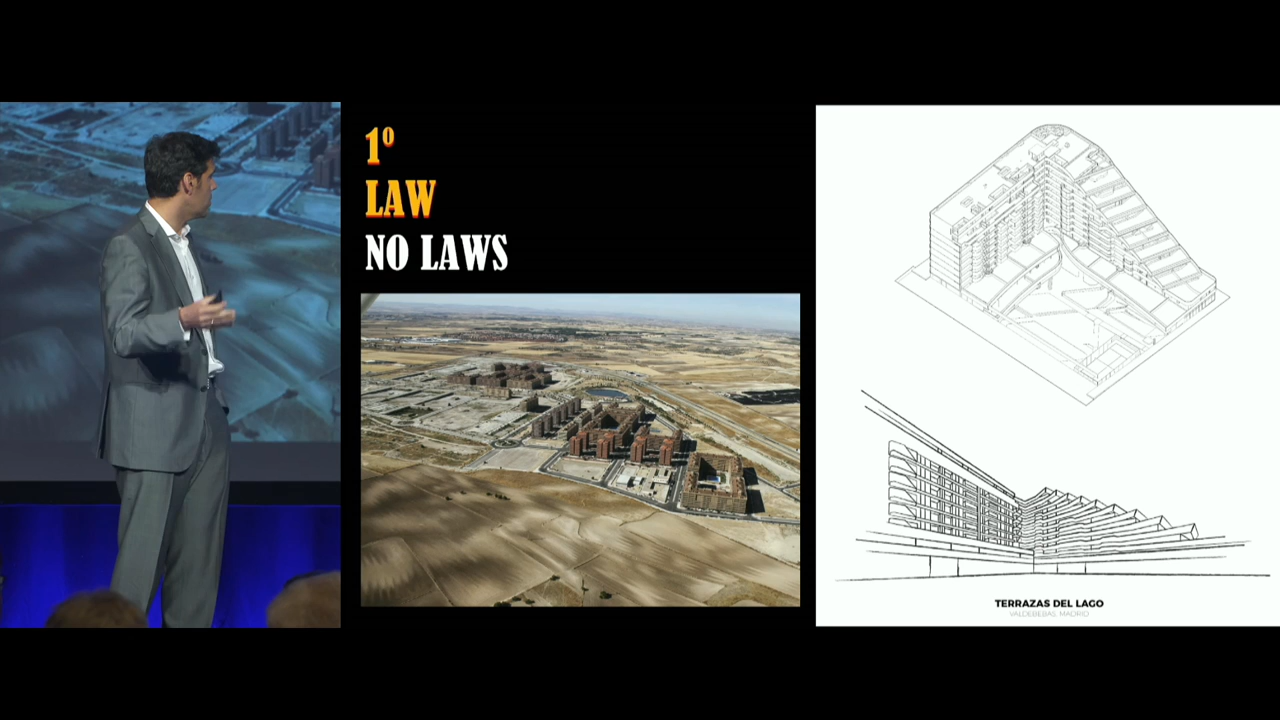 1º
LAW
NO LAWS
TERRAZAS DEL LAGO
VALDEBEBAS, MADRID